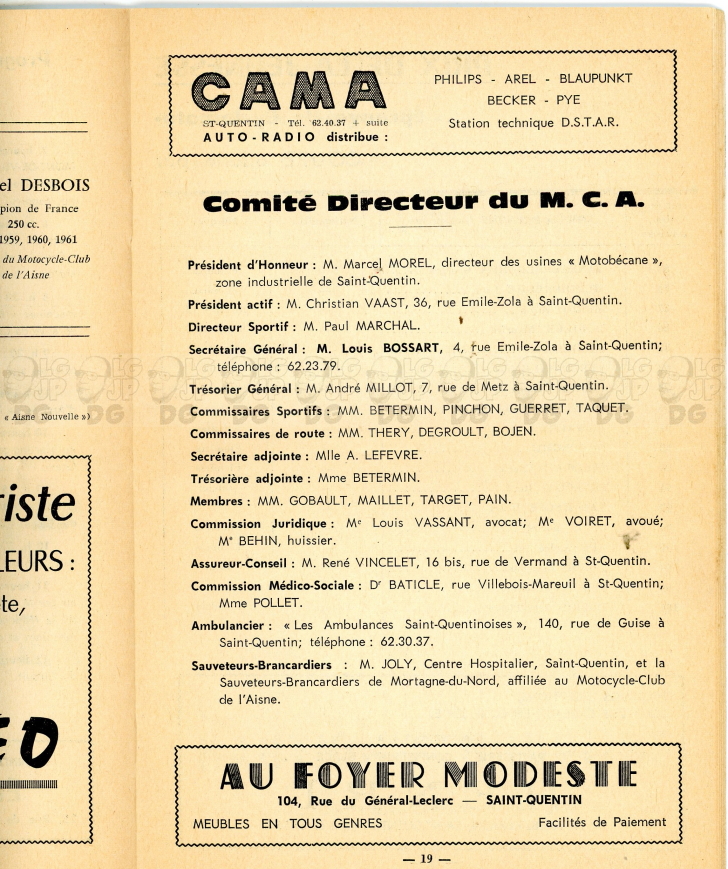 el DESBOIS
pion de France
250 cc.
1959, 1960, 1961
du Motocycle-Club
de l'Aisne
« Aisne Nouvelle »)
iste
LEURS :
te,
EO
CAMA
ST-QUENTIN - Tél. 62.40.37 + suite
AUTO-RADIO distribue :
PHILIPS - AREL - BLAUPUNKT
BECKER - PYE
Station technique D.S.T.A.R.
Comité Directeur du M. C. A.
Président d'Honneur : M. Marcel MOREL, directeur des usines « Motobécane »,
zone industrielle de Saint-Quentin.
Président actif : M. Christian VAAST, 36, rue Emile-Zola à Saint-Quentin.
Directeur Sportif : M. Paul MARCHAL.
Secrétaire Général : M. Louis BOSSART, 4, rue Emile-Zola à Saint-Quentin;
téléphone : 62.23.79.
Trésorier Général : M. André MILLOT, 7, rue de Metz à Saint-Quentin.
Commissaires Sportifs : MM. BETERMIN, PINCHON, GUERRET, TAQUET.
Commissaires de route : MM. THERY, DEGROULT, BOJEN.
Secrétaire adjointe : Mlle A. LEFEVRE.
Trésorière adjointe : Mme BETERMIN.
Membres : MM. GOBAULT, MAILLET, TARGET, PAIN.
Commission Juridique : Me Louis VASSANT, avocat; Me VOIRET, avoué;
Me BEHIN, huissier.
Assureur-Conseil : M. René VINCELET, 16 bis, rue de Vermand à St-Quentin.
Commission Médico-Sociale : Dr BATICLE, rue Villebois-Mareuil à St-Quentin;
Mme POLLET.
Ambulancier : « Les Ambulances Saint-Quentinoises », 140, rue de Guise à
Saint-Quentin; téléphone : 62.30.37.
Sauveteurs-Brancardiers : M. JOLY, Centre Hospitalier, Saint-Quentin, et la
Sauveteurs-Brancardiers de Mortagne-du-Nord, affiliée au Motocycle-Club
de l'Aisne.
AU FOYER MODESTE
104, Rue du Général-Leclerc — SAINT-QUENTIN
MEUBLES EN TOUS GENRES Facilités de Paiement
— 19 —